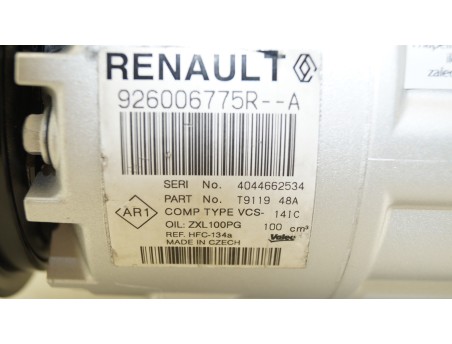 RENAULT
926006775R--A
SERI No. 4044662534
PART No. T9119 48A
AR1
COMP TYPE VCS- 14IC
OIL: ZXL100PG 100 cm³
REF. HFC-134a
MADE IN CZECH
Valeo